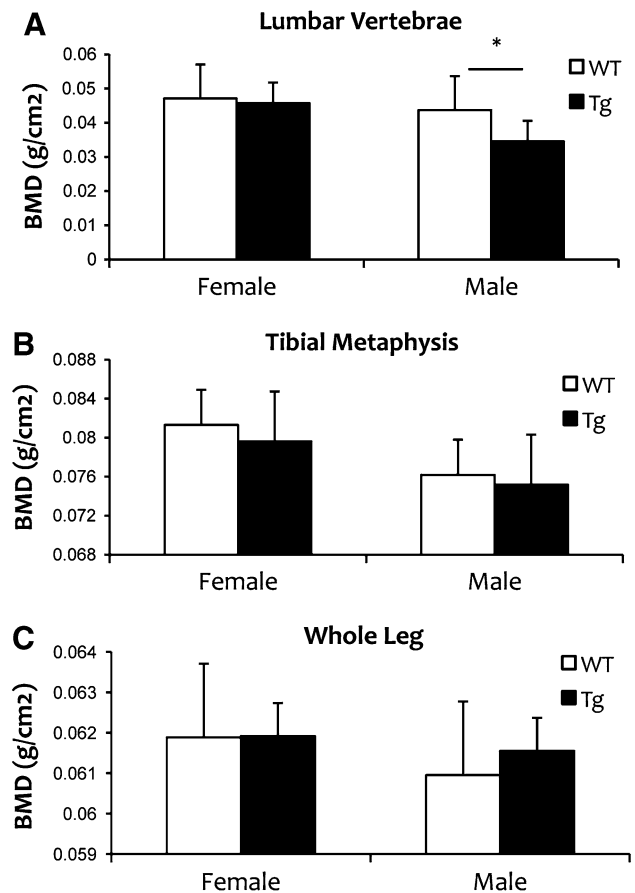 A
Lumbar Vertebrae
*
WT
Tg
BMD (g/cm2)
0.06
0.05
0.04
0.03
0.02
0.01
0
Female
Male
B
Tibial Metaphysis
WT
Tg
BMD (g/cm2)
0.088
0.084
0.08
0.076
0.072
0.068
Female
Male
C
Whole Leg
WT
Tg
BMD (g/cm2)
0.064
0.063
0.062
0.061
0.06
0.059
Female
Male